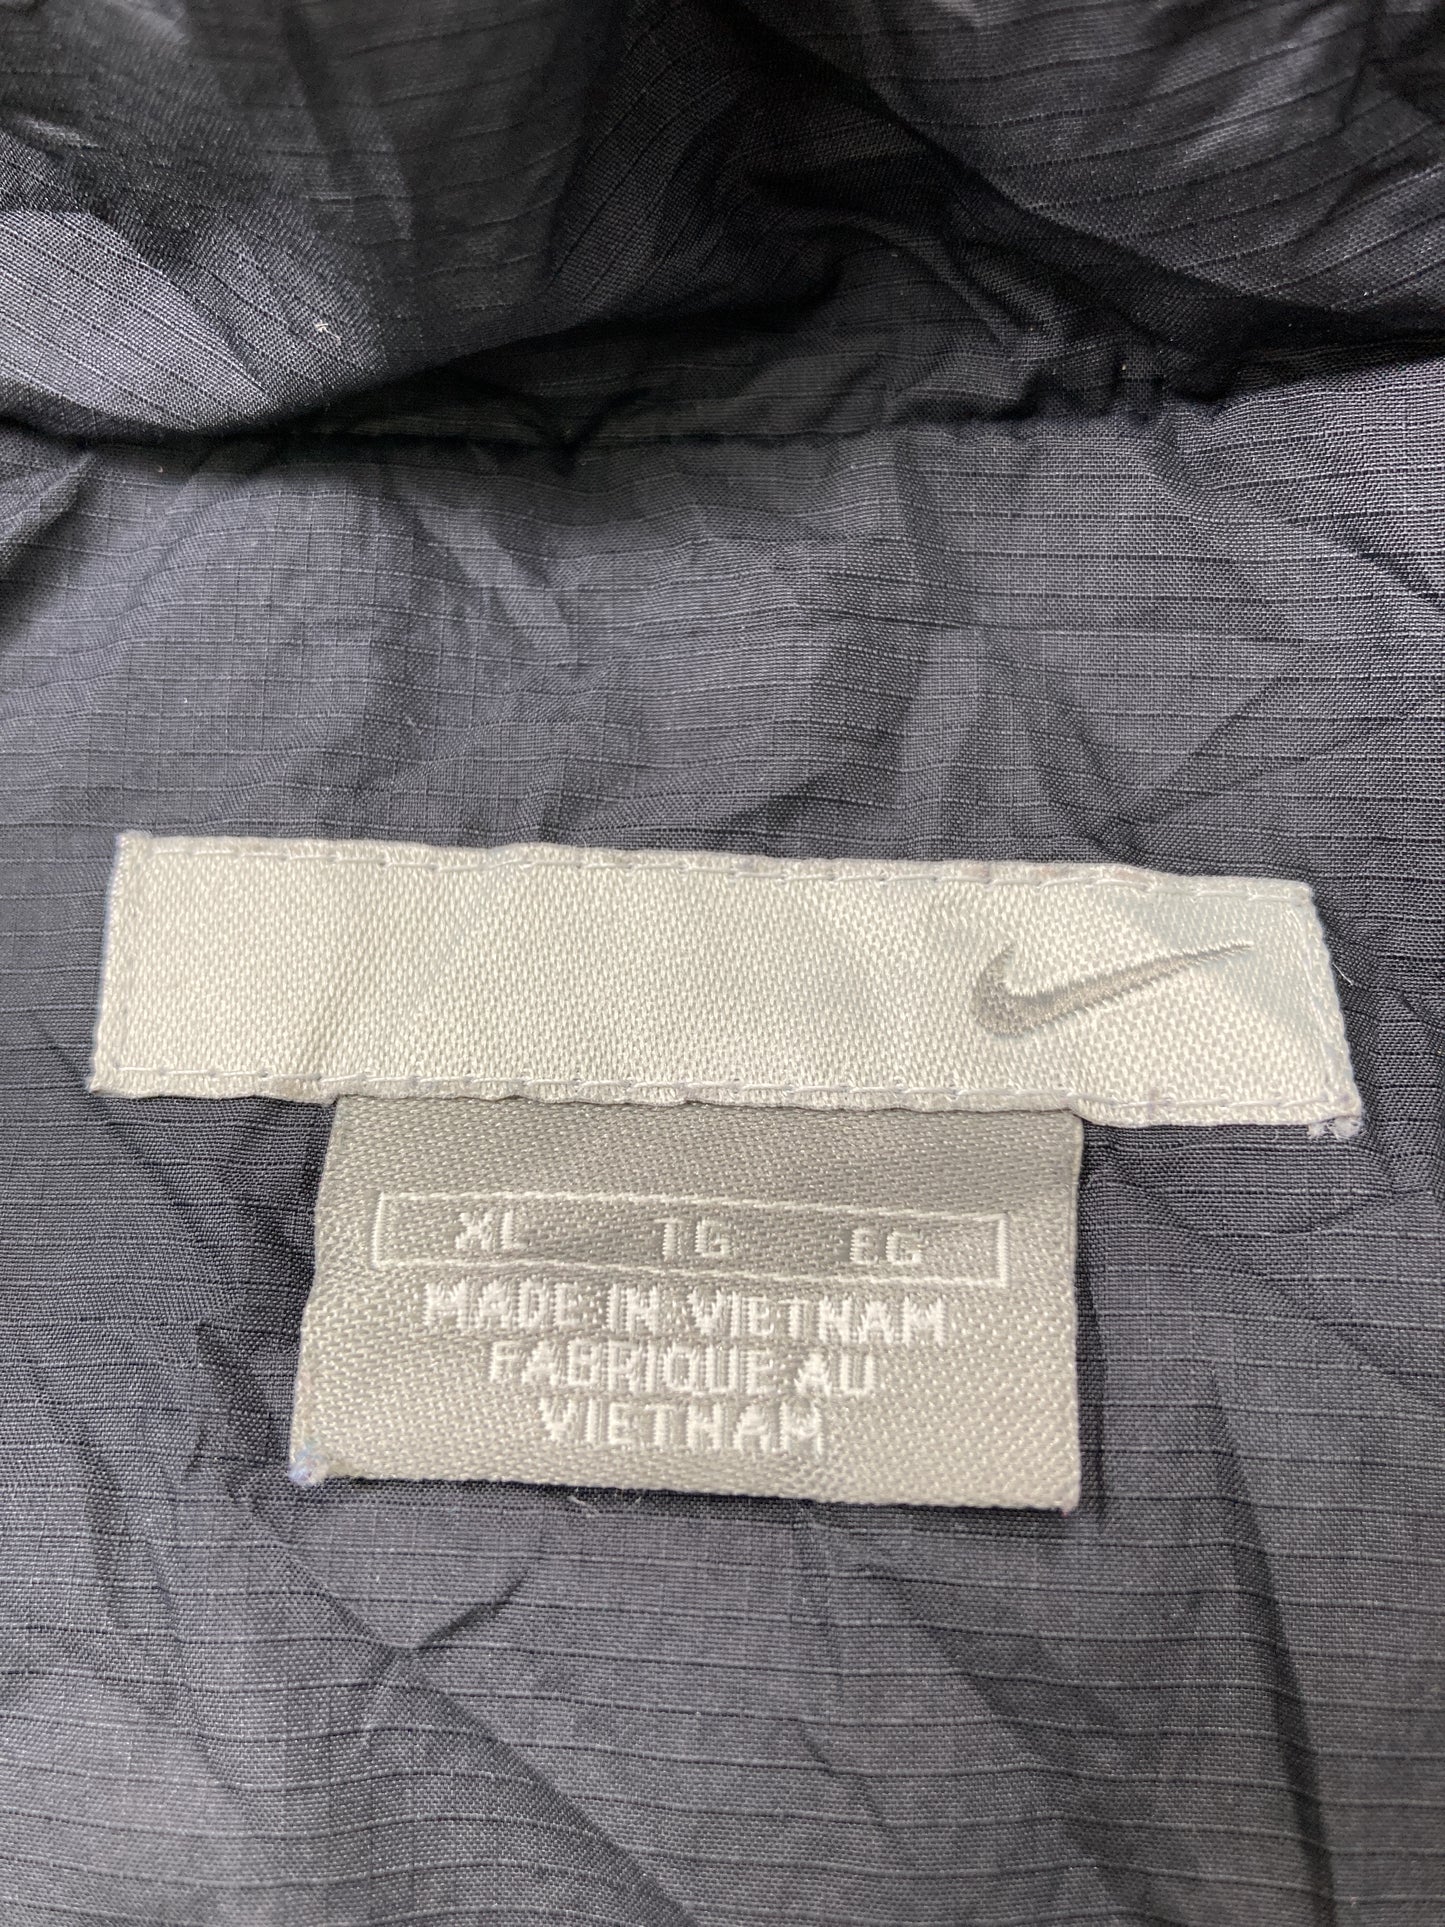 XL TG EG
MADE IN VIETNAM
FABRIQUE AU
VIETNAM